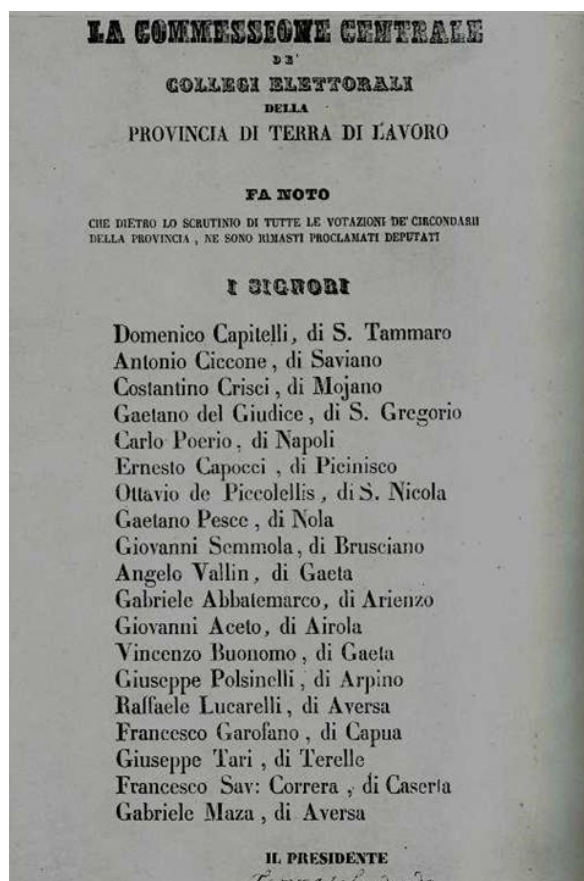 LA COMMESSIONE CENTRALE
DE'
COLLEGI ELETTORALI
DELLA
PROVINCIA DI TERRA DI LAVORO
FA NOTO
CHE DIETRO LO SCRUTINIO DI TUTTE LE VOTAZIONI DE' CIRCONDARII
DELLA PROVINCIA, NE SONO RIMASTI PROCLAMATI DEPUTATI
I SIGNORI
Domenico Capitelli, di S. Tammaro
Antonio Ciccone, di Saviano
Costantino Crisci, di Mojano
Gaetano del Giudice, di S. Gregorio
Carlo Poerio, di Napoli
Ernesto Capocci, di Picinisco
Ottavio de Piccolellis, di S. Nicola
Gaetano Pesce, di Nola
Giovanni Semmola, di Brusciano
Angelo Vallin, di Gaeta
Gabriele Abbatemarco, di Arienzo
Giovanni Aceto, di Airola
Vincenzo Buonomo, di Gaeta
Giuseppe Polsinelli, di Arpino
Raffaele Lucarelli, di Aversa
Francesco Garofano, di Capua
Giuseppe Tari, di Terelle
Francesco Sav: Correra, di Caserta
Gabriele Maza, di Aversa
IL PRESIDENTE